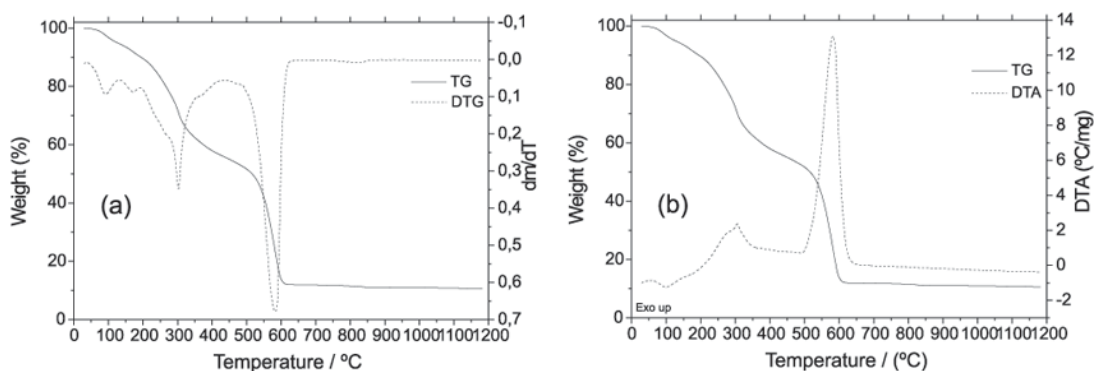 100
80
60
40
20
0
Weight (%)
-0,1
0,0
0,1
0,2
0,3
0,4
0,5
0,6
0,7
dm/dT
TG
DTG
(a)
0 100 200 300 400 500 600 700 800 900 1000 1100 1200
Temperature / ºC
100
80
60
40
20
0
Weight (%)
14
12
10
8
6
4
2
0
-2
DTA (ºC/mg)
TG
DTA
(b)
Exo up
0 100 200 300 400 500 600 700 800 900 1000 1100 1200
Temperature / (ºC)